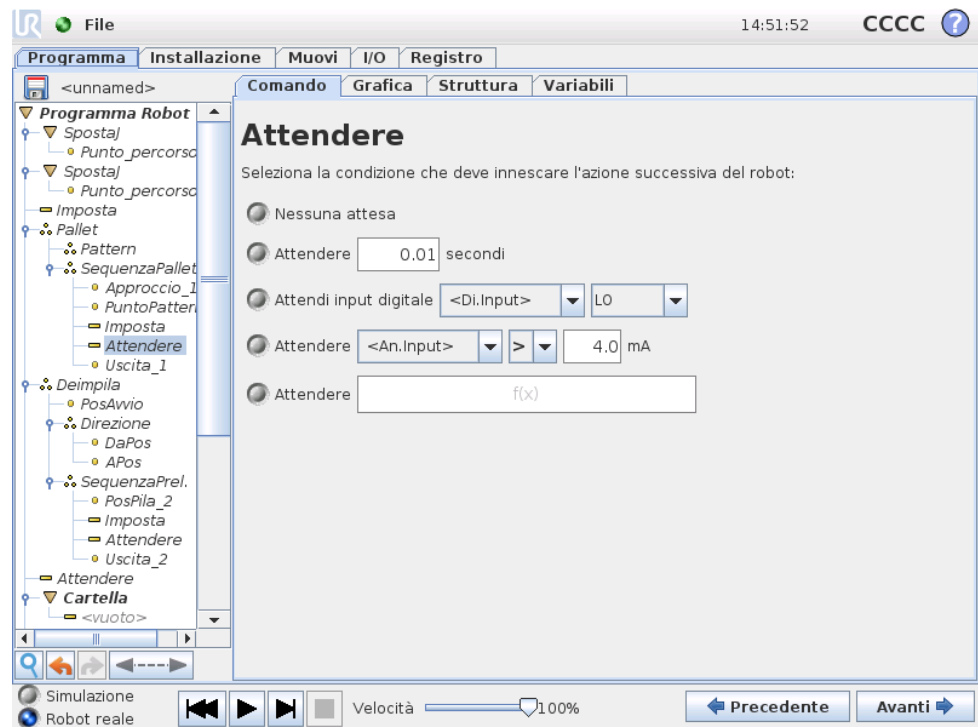 UR File 14:51:52 CCCC ?
Programma Installazione Muovi I/O Registro
<unnamed>
Comando Grafica Struttura Variabili
Programma Robot
SpostaJ
Punto_percorso
SpostaJ
Punto_percorso
Imposta
Pallet
Pattern
SequenzaPallet
Approccio_1
PuntoPatter
Imposta
Attendere
Uscita_1
Deimpila
PosAvvio
Direzione
DaPos
APos
SequenzaPrel.
PosPila_2
Imposta
Attendere
Uscita_2
Attendere
Cartella
<vuoto>
Attendere
Seleziona la condizione che deve innescare l'azione successiva del robot:
Nessuna attesa
Attendere 0.01 secondi
Attendi input digitale <Di.Input> LO
Attendere <An.Input> > 4.0 mA
Attendere f(x)
Simulazione
Robot reale
Velocità 100%
Precedente Avanti